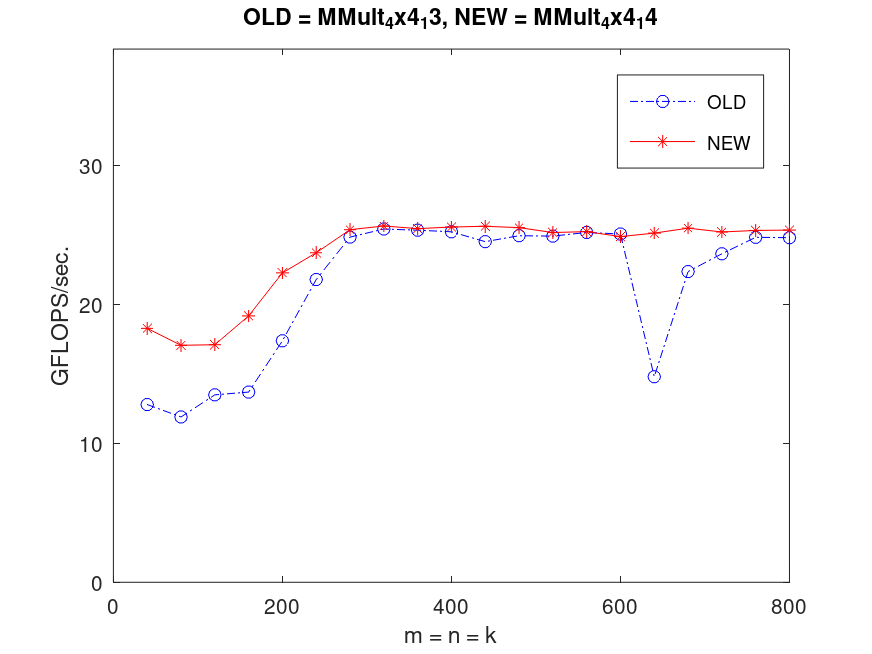 OLD = MMult₄x4₁3, NEW = MMult₄x4₁4
OLD
NEW
30
20
10
0
GFLOPS/sec.
0 200 400 600 800
m = n = k